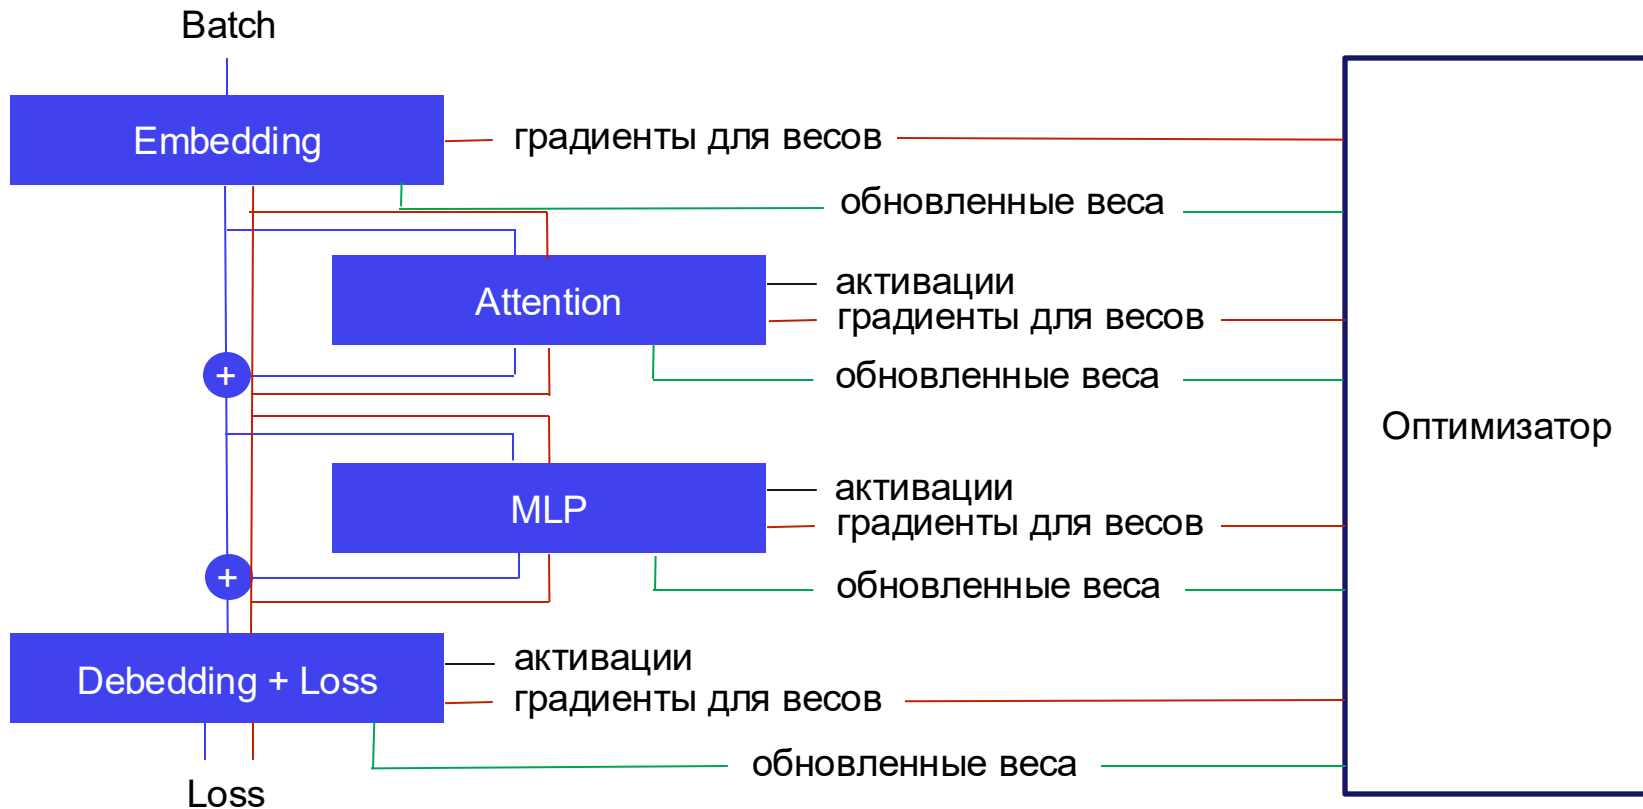 Batch
Embedding
градиенты для весов
обновленные веса
Attention
активации
градиенты для весов
+
обновленные веса
Оптимизатор
MLP
активации
градиенты для весов
+
обновленные веса
Debedding + Loss
активации
градиенты для весов
обновленные веса
Loss